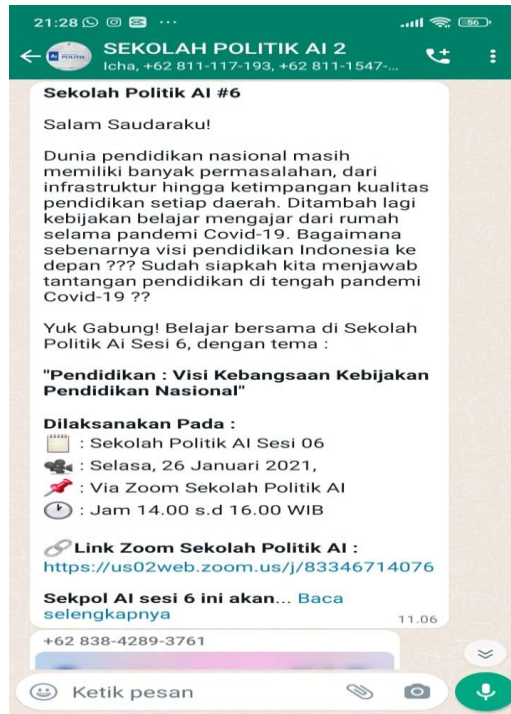 21:28
56
SEKOLAH POLITIK AI 2
Icha, +62 811-117-193, +62 811-1547-...
Sekolah Politik AI #6
Salam Saudaraku!
Dunia pendidikan nasional masih
memiliki banyak permasalahan, dari
infrastruktur hingga ketimpangan kualitas
pendidikan setiap daerah. Ditambah lagi
kebijakan belajar mengajar dari rumah
selama pandemi Covid-19. Bagaimana
sebenarnya visi pendidikan Indonesia ke
depan ??? Sudah siapkah kita menjawab
tantangan pendidikan di tengah pandemi
Covid-19 ??
Yuk Gabung! Belajar bersama di Sekolah
Politik Ai Sesi 6, dengan tema :
"Pendidikan : Visi Kebangsaan Kebijakan
Pendidikan Nasional"
Dilaksanakan Pada :
: Sekolah Politik AI Sesi 06
: Selasa, 26 Januari 2021,
: Via Zoom Sekolah Politik AI
: Jam 14.00 s.d 16.00 WIB
Link Zoom Sekolah Politik AI :
https://us02web.zoom.us/j/83346714076
Sekpol AI sesi 6 ini akan... Baca
selengkapnya
11.06
+62 838-4289-3761
Ketik pesan